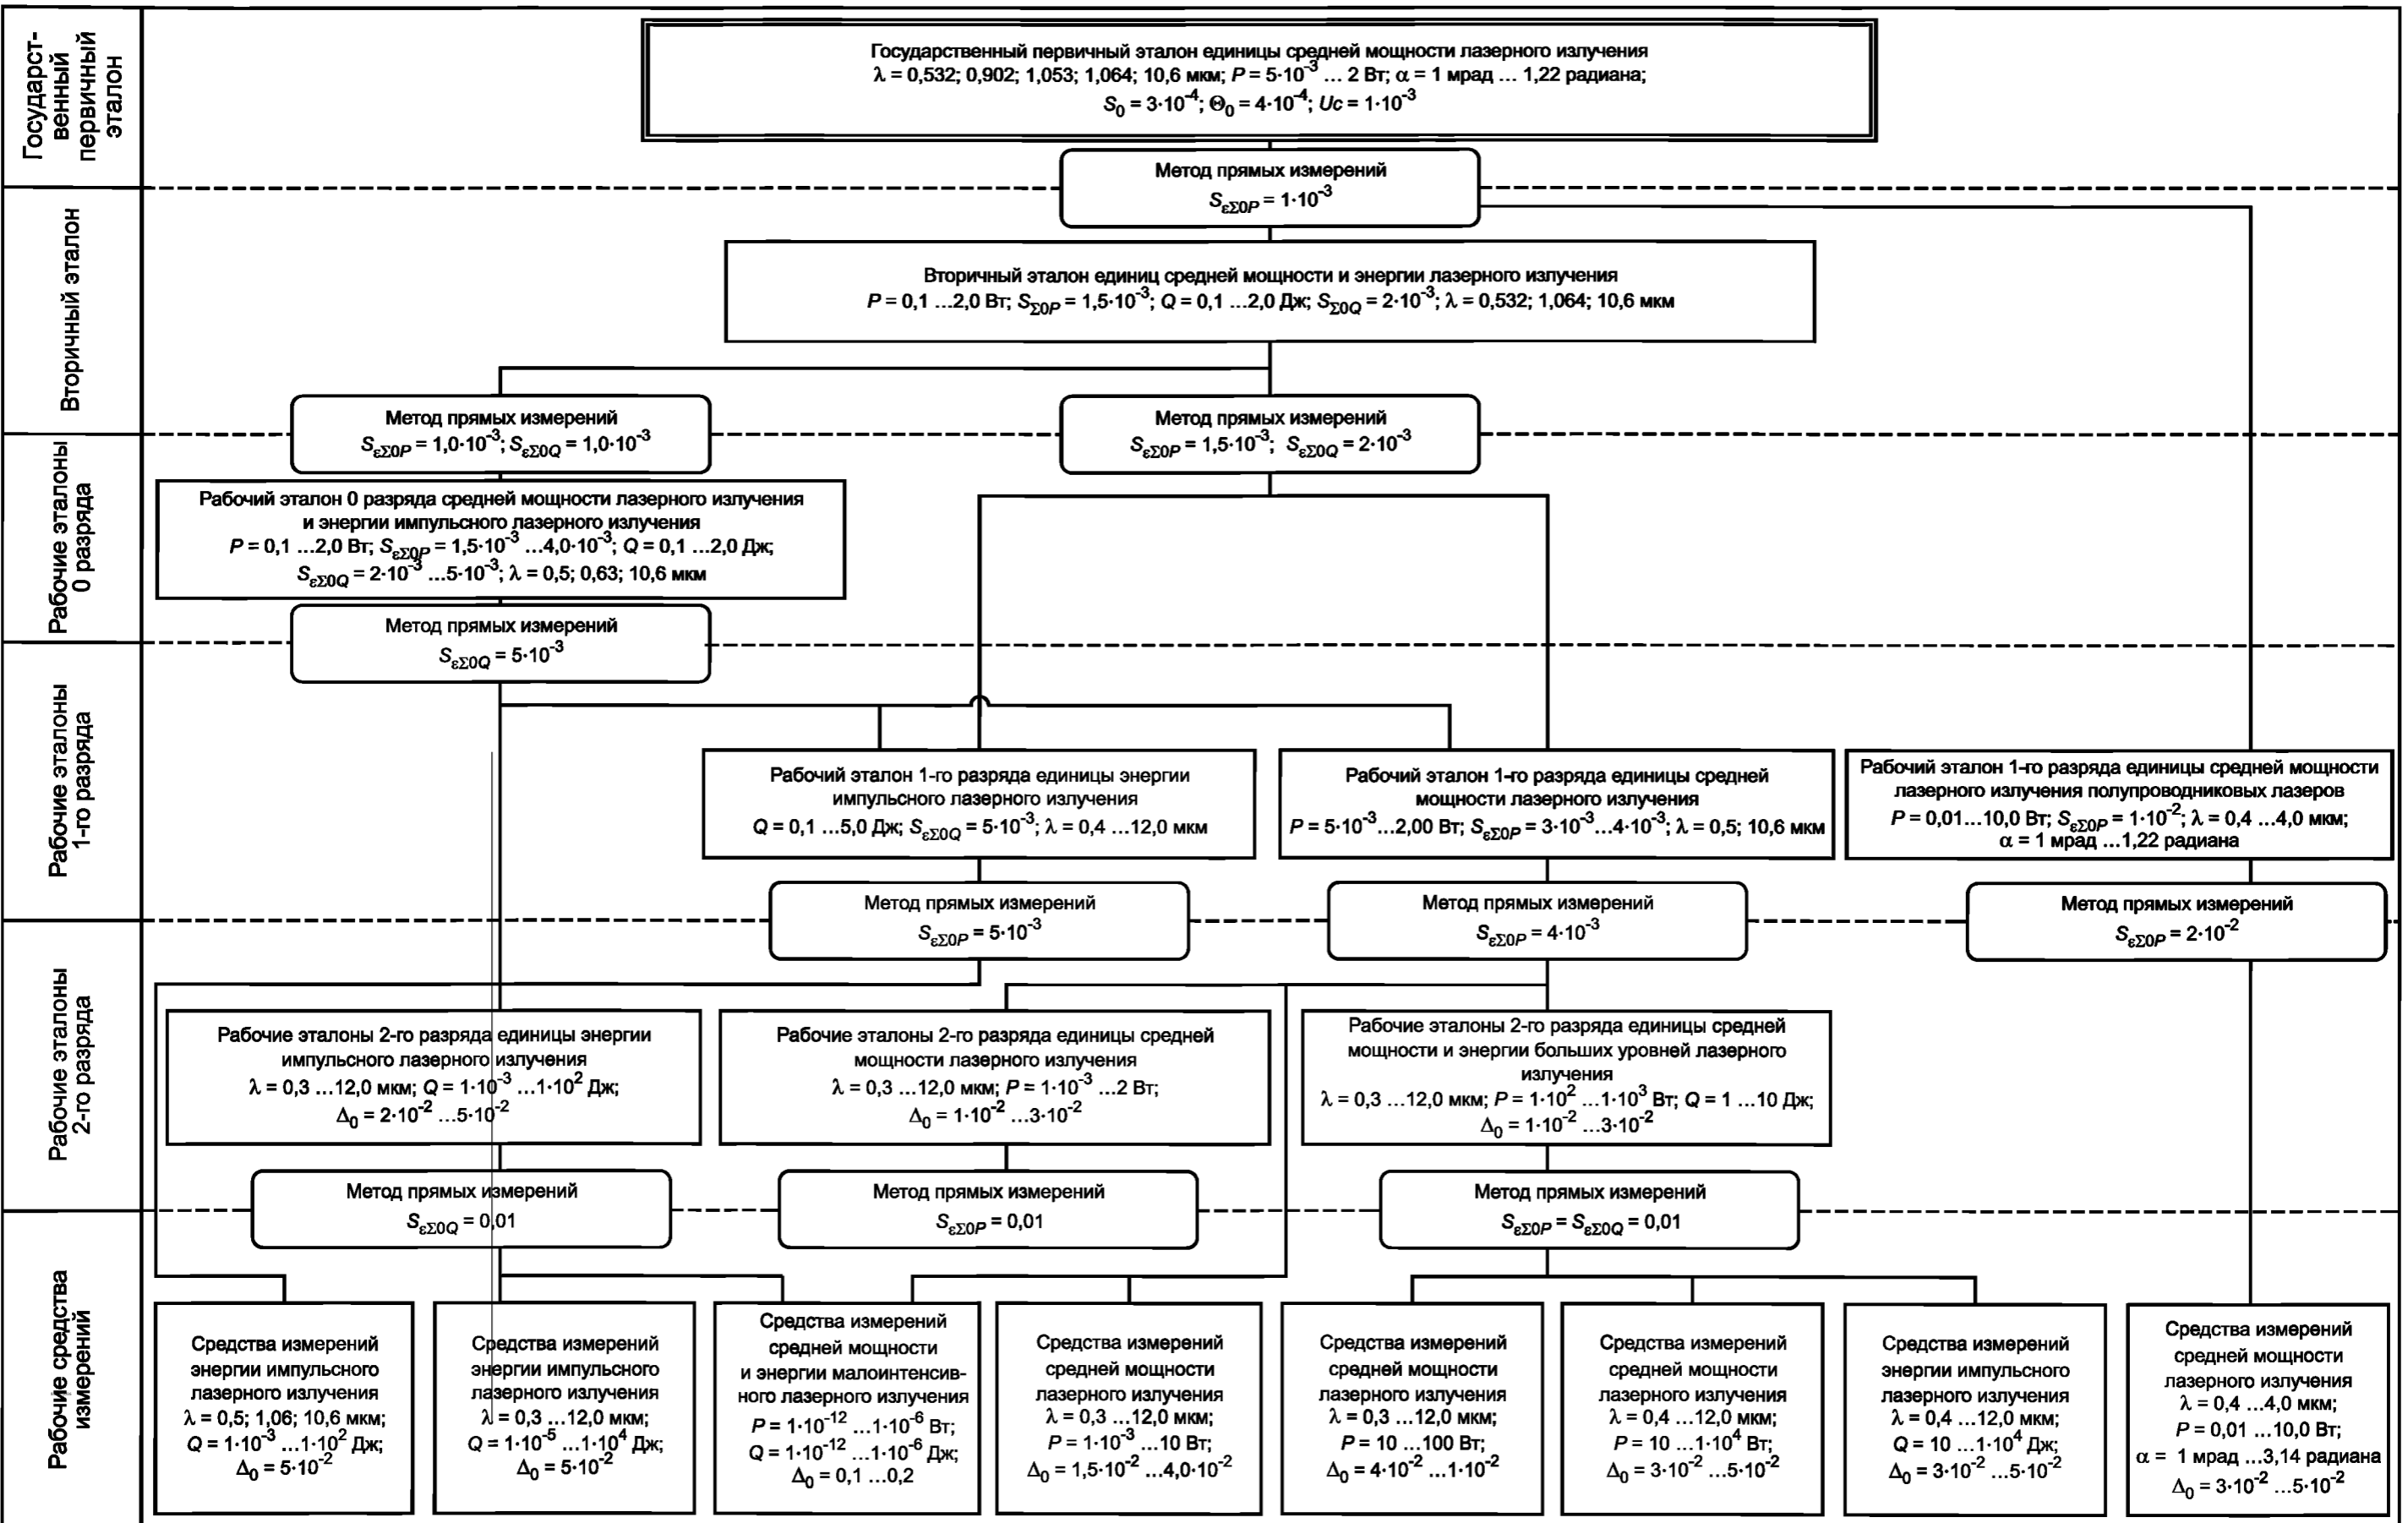 Государст-
венный
первичный
эталон
Государственный первичный эталон единицы средней мощности лазерного излучения
λ = 0,532; 0,902; 1,053; 1,064; 10,6 мкм; P = 5·10⁻³ ... 2 Вт; α = 1 мрад ... 1,22 радиана;
S₀ = 3·10⁻⁴; Θ₀ = 4·10⁻⁴; Uc = 1·10⁻³
Метод прямых измерений
SεΣ0P = 1·10⁻³
Вторичный эталон
Вторичный эталон единиц средней мощности и энергии лазерного излучения
P = 0,1 ...2,0 Вт; SΣ0P = 1,5·10⁻³; Q = 0,1 ...2,0 Дж; SΣ0Q = 2·10⁻³; λ = 0,532; 1,064; 10,6 мкм
Метод прямых измерений
SεΣ0P = 1,0·10⁻³; SεΣ0Q = 1,0·10⁻³
Метод прямых измерений
SεΣ0P = 1,5·10⁻³; SεΣ0Q = 2·10⁻³
Рабочие эталоны
0 разряда
Рабочий эталон 0 разряда средней мощности лазерного излучения
и энергии импульсного лазерного излучения
P = 0,1 ...2,0 Вт; SεΣ0P = 1,5·10⁻³ ...4,0·10⁻³; Q = 0,1 ...2,0 Дж;
SεΣ0Q = 2·10⁻³ ...5·10⁻³; λ = 0,5; 0,63; 10,6 мкм
Метод прямых измерений
SεΣ0Q = 5·10⁻³
Рабочие эталоны
1-го разряда
Рабочий эталон 1-го разряда единицы энергии
импульсного лазерного излучения
Q = 0,1 ...5,0 Дж; SεΣ0Q = 5·10⁻³; λ = 0,4 ...12,0 мкм
Рабочий эталон 1-го разряда единицы средней
мощности лазерного излучения
P = 5·10⁻³...2,00 Вт; SεΣ0P = 3·10⁻³...4·10⁻³; λ = 0,5; 10,6 мкм
Рабочий эталон 1-го разряда единицы средней мощности
лазерного излучения полупроводниковых лазеров
P = 0,01...10,0 Вт; SεΣ0P = 1·10⁻²; λ = 0,4 ...4,0 мкм;
α = 1 мрад ...1,22 радиана
Метод прямых измерений
SεΣ0P = 5·10⁻³
Метод прямых измерений
SεΣ0P = 4·10⁻³
Метод прямых измерений
SεΣ0P = 2·10⁻²
Рабочие эталоны
2-го разряда
Рабочие эталоны 2-го разряда единицы энергии
импульсного лазерного излучения
λ = 0,3 ...12,0 мкм; Q = 1·10⁻³ ...1·10² Дж;
Δ₀ = 2·10⁻² ...5·10⁻²
Рабочие эталоны 2-го разряда единицы средней
мощности лазерного излучения
λ = 0,3 ...12,0 мкм; P = 1·10⁻³ ...2 Вт;
Δ₀ = 1·10⁻² ...3·10⁻²
Рабочие эталоны 2-го разряда единицы средней
мощности и энергии больших уровней лазерного
излучения
λ = 0,3 ...12,0 мкм; P = 1·10² ...1·10³ Вт; Q = 1 ...10 Дж;
Δ₀ = 1·10⁻² ...3·10⁻²
Метод прямых измерений
SεΣ0Q = 0,01
Метод прямых измерений
SεΣ0P = 0,01
Метод прямых измерений
SεΣ0P = SεΣ0Q = 0,01
Рабочие средства
измерений
Средства измерений
энергии импульсного
лазерного излучения
λ = 0,5; 1,06; 10,6 мкм;
Q = 1·10⁻³ ...1·10² Дж;
Δ₀ = 5·10⁻²
Средства измерений
энергии импульсного
лазерного излучения
λ = 0,3 ...12,0 мкм;
Q = 1·10⁻⁵ ...1·10⁴ Дж;
Δ₀ = 5·10⁻²
Средства измерений
средней мощности
и энергии малоинтенсив-
ного лазерного излучения
P = 1·10⁻¹² ...1·10⁻⁶ Вт;
Q = 1·10⁻¹² ...1·10⁻⁶ Дж;
Δ₀ = 0,1 ...0,2
Средства измерений
средней мощности
лазерного излучения
λ = 0,3 ...12,0 мкм;
P = 1·10⁻³ ...10 Вт;
Δ₀ = 1,5·10⁻² ...4,0·10⁻²
Средства измерений
средней мощности
лазерного излучения
λ = 0,3 ...12,0 мкм;
P = 10 ...100 Вт;
Δ₀ = 4·10⁻² ...1·10⁻²
Средства измерений
средней мощности
лазерного излучения
λ = 0,4 ...12,0 мкм;
P = 10 ...1·10⁴ Вт;
Δ₀ = 3·10⁻² ...5·10⁻²
Средства измерений
энергии импульсного
лазерного излучения
λ = 0,4 ...12,0 мкм;
Q = 10 ...1·10⁴ Дж;
Δ₀ = 3·10⁻² ...5·10⁻²
Средства измерений
средней мощности
лазерного излучения
λ = 0,4 ...4,0 мкм;
P = 0,01 ...10,0 Вт;
α = 1 мрад ...3,14 радиана
Δ₀ = 3·10⁻² ...5·10⁻²